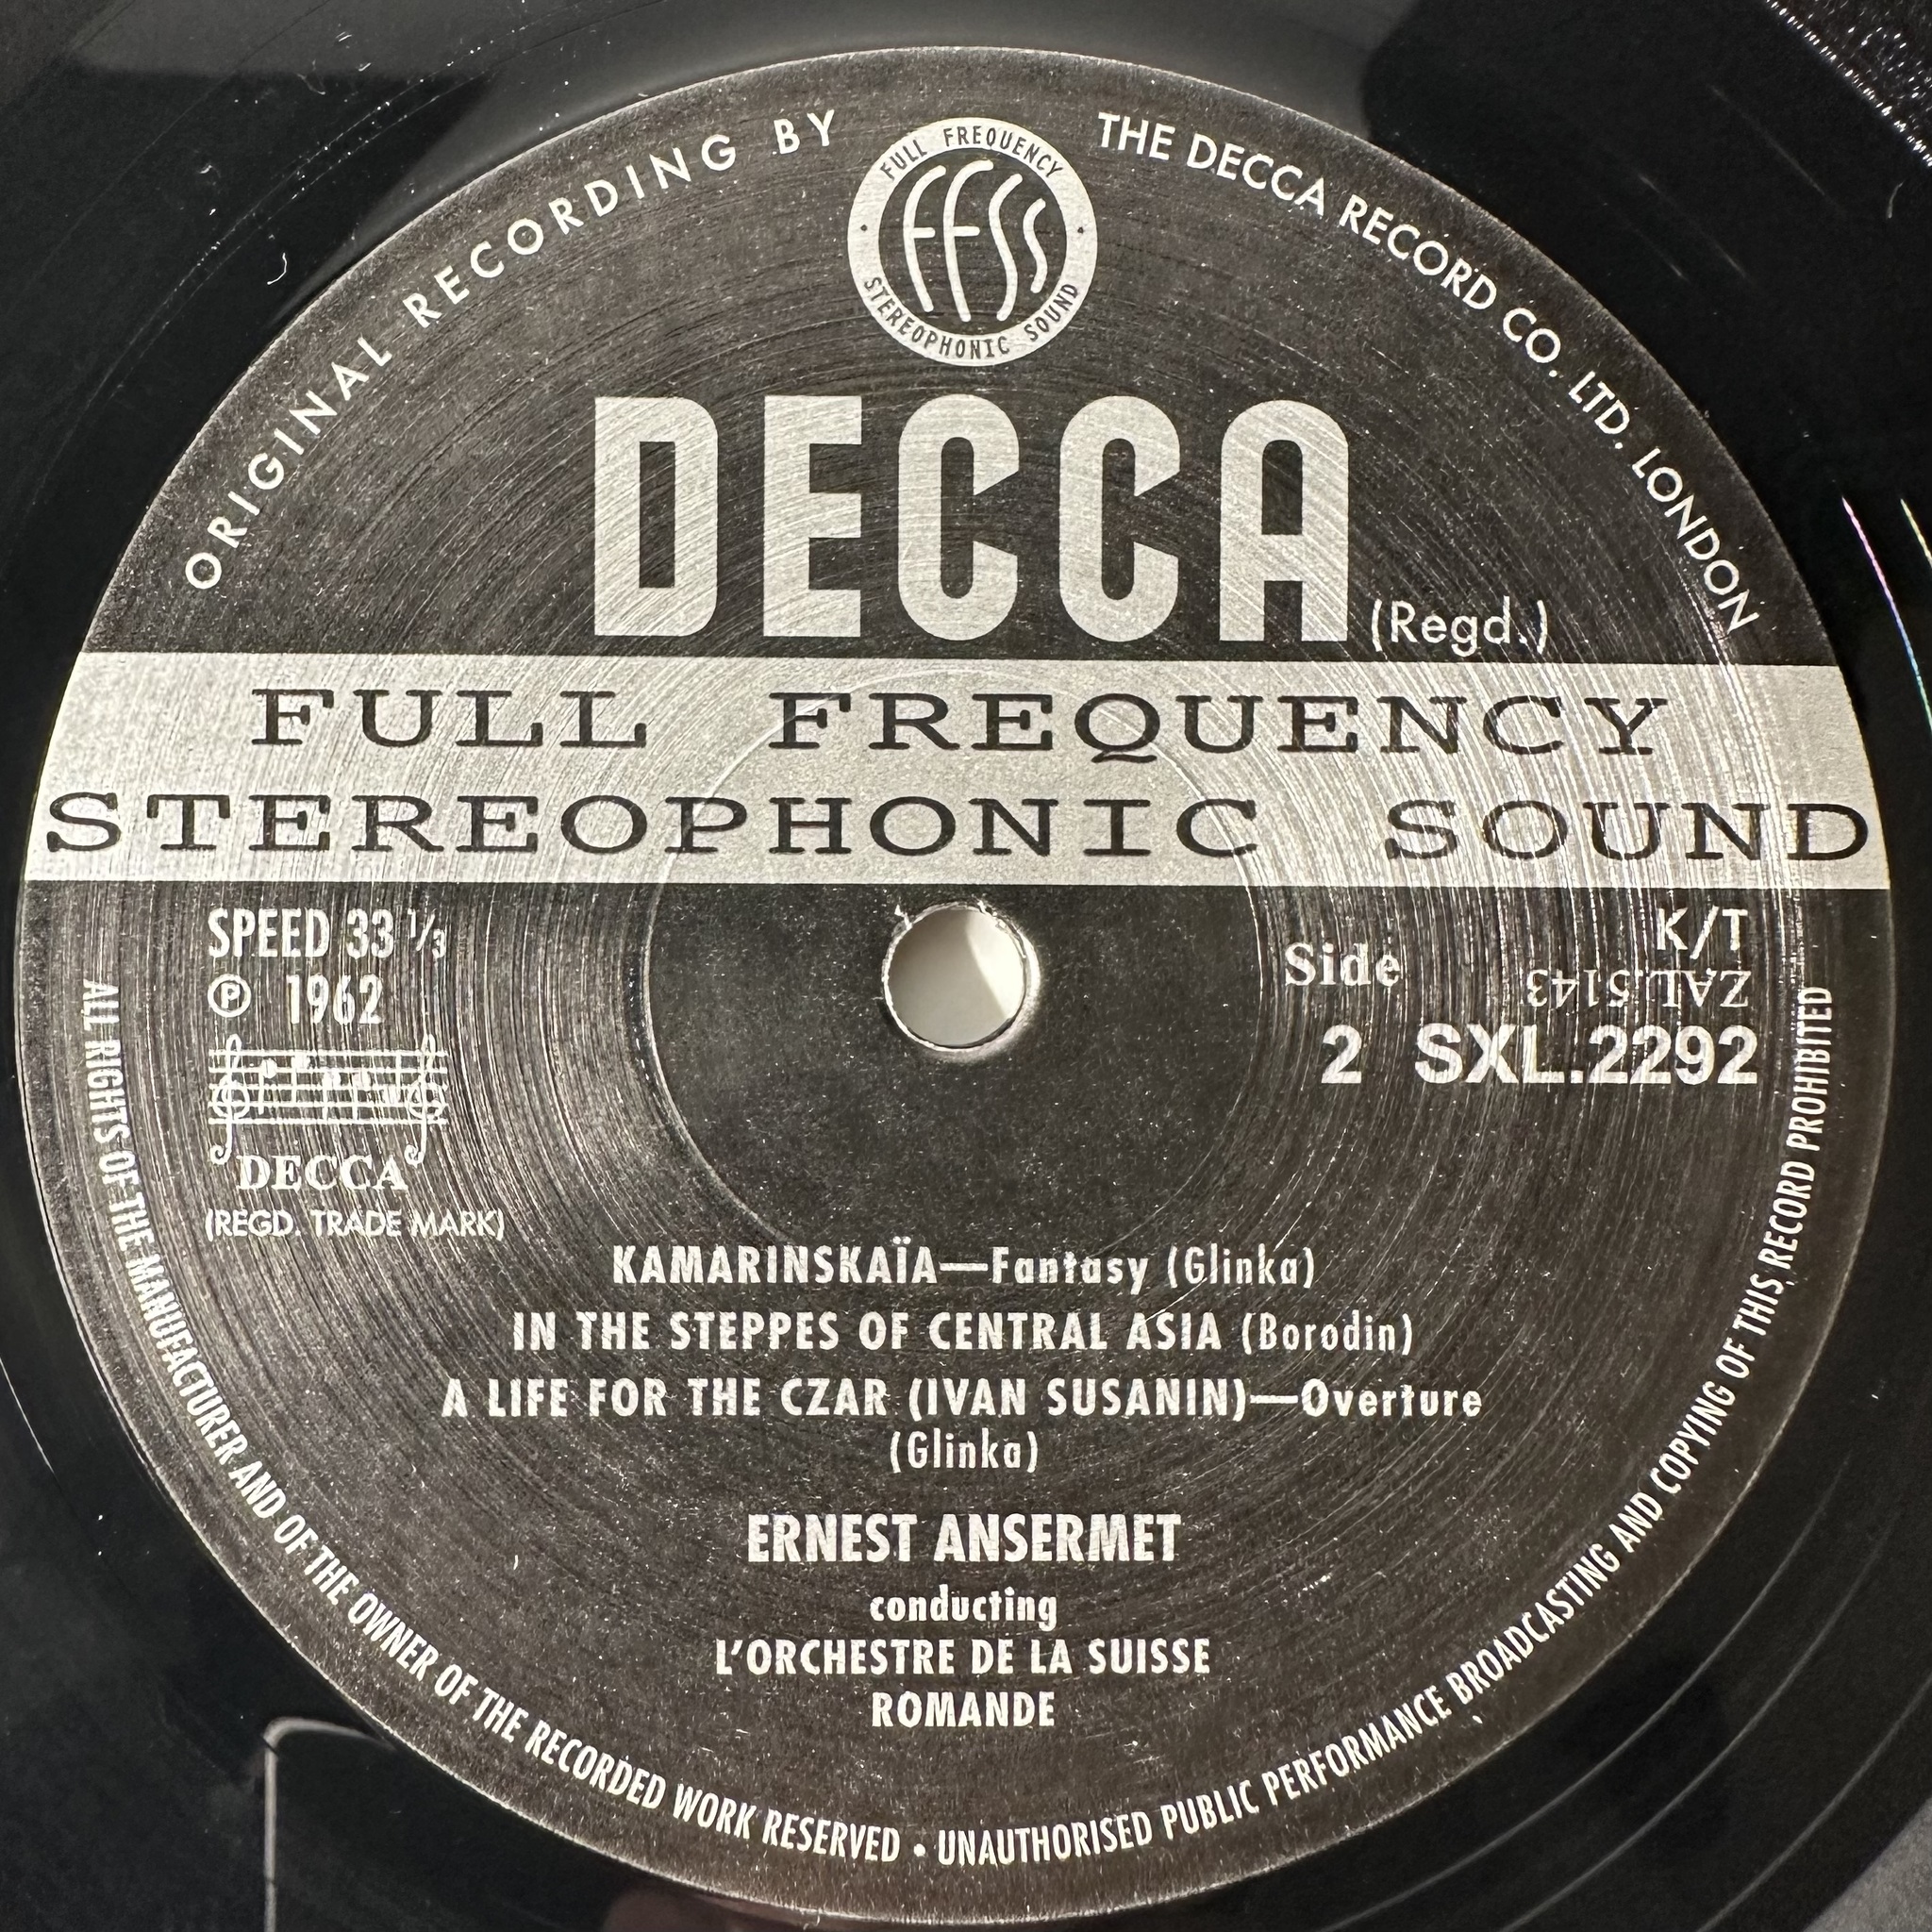 ORIGINAL RECORDING BY
THE DECCA RECORD CO. LTD. LONDON
FULL FREQUENCY
FFSS
STEREOPHONIC SOUND
DECCA (Regd.)
FULL FREQUENCY
STEREOPHONIC SOUND
SPEED 33 1/3
Ⓟ 1962
DECCA
(REGD. TRADE MARK)
K/T
Side
ZAL.5143
2 SXL.2292
KAMARINSKAÏA—Fantasy (Glinka)
IN THE STEPPES OF CENTRAL ASIA (Borodin)
A LIFE FOR THE CZAR (IVAN SUSANIN)—Overture
(Glinka)
ERNEST ANSERMET
conducting
L'ORCHESTRE DE LA SUISSE
ROMANDE
ALL RIGHTS OF THE MANUFACTURER AND OF THE OWNER OF THE RECORDED WORK RESERVED • UNAUTHORISED PUBLIC PERFORMANCE BROADCASTING AND COPYING OF THIS RECORD PROHIBITED